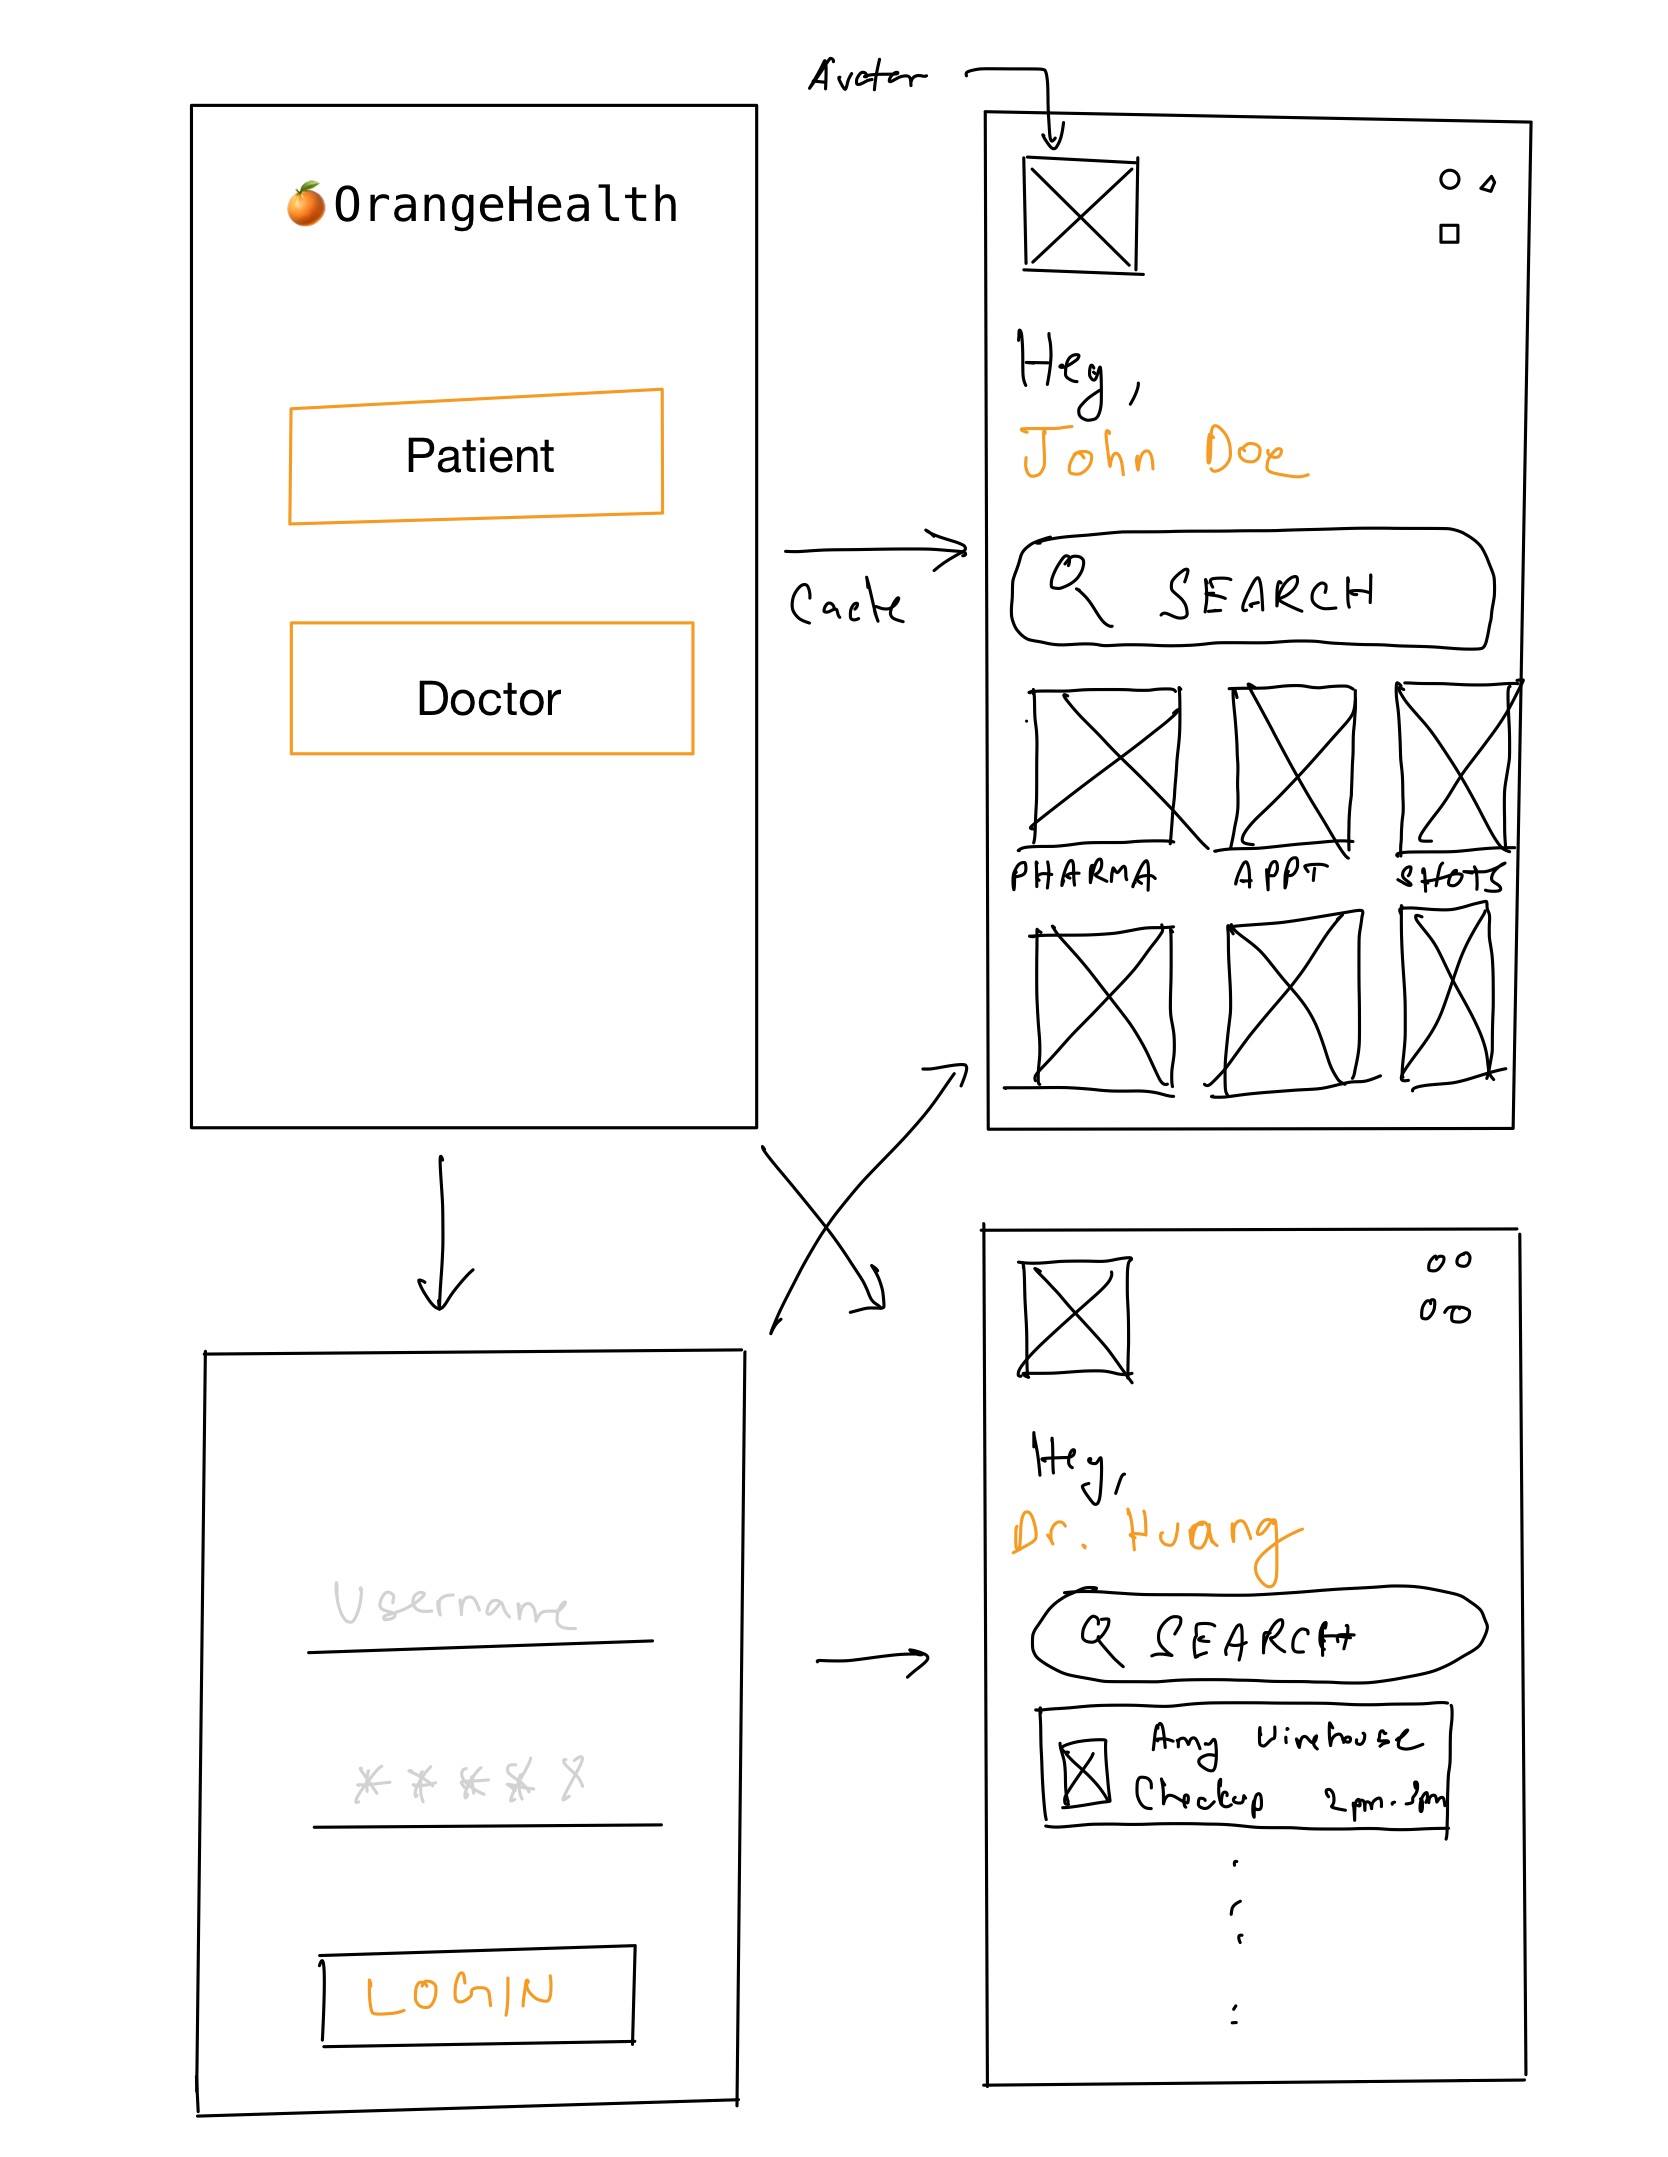 Avatar
OrangeHealth
Patient
Doctor
Cache
Hey,
John Doe
SEARCH
PHARMA APPT SHOTS
Username
*****
LOGIN
Hey,
Dr. Huang
SEARCH
Amy Winehouse
Checkup 2pm-3pm